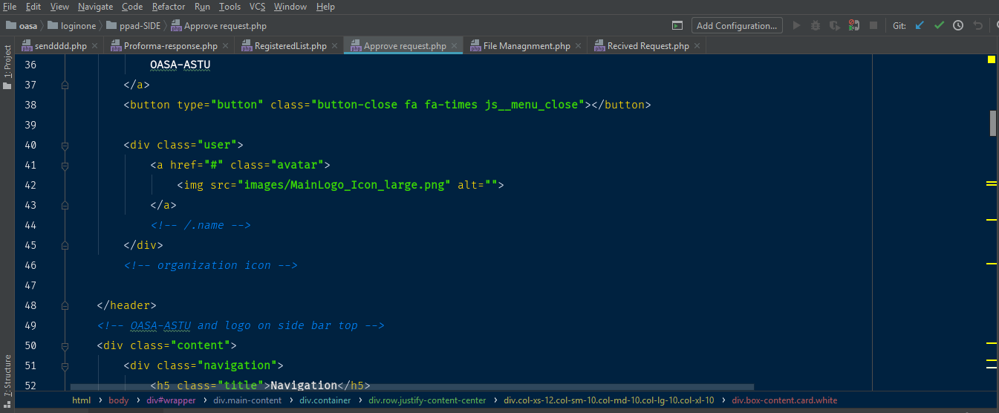 File Edit View Navigate Code Refactor Run Tools VCS Window Help
oasa loginone ppad-SIDE Approve request.php Add Configuration... Git:
sendddd.php Proforma-response.php RegisteredList.php Approve request.php File Managnment.php Recived Request.php
1: Project
36 OASA-ASTU
37 </a>
38 <button type="button" class="button-close fa fa-times js__menu_close"></button>
39
40 <div class="user">
41 <a href="#" class="avatar">
42 <img src="images/MainLogo_Icon_large.png" alt="">
43 </a>
44 <!-- /.name -->
45 </div>
46 <!-- organization icon -->
47
48 </header>
49 <!-- OASA-ASTU and logo on side bar top -->
50 <div class="content">
51 <div class="navigation">
52 <h5 class="title">Navigation</h5>
7: Structure
html body div#wrapper div.main-content div.container div.row.justify-content-center div.col-xs-12.col-sm-10.col-md-10.col-lg-10.col-xl-10 div.box-content.card.white